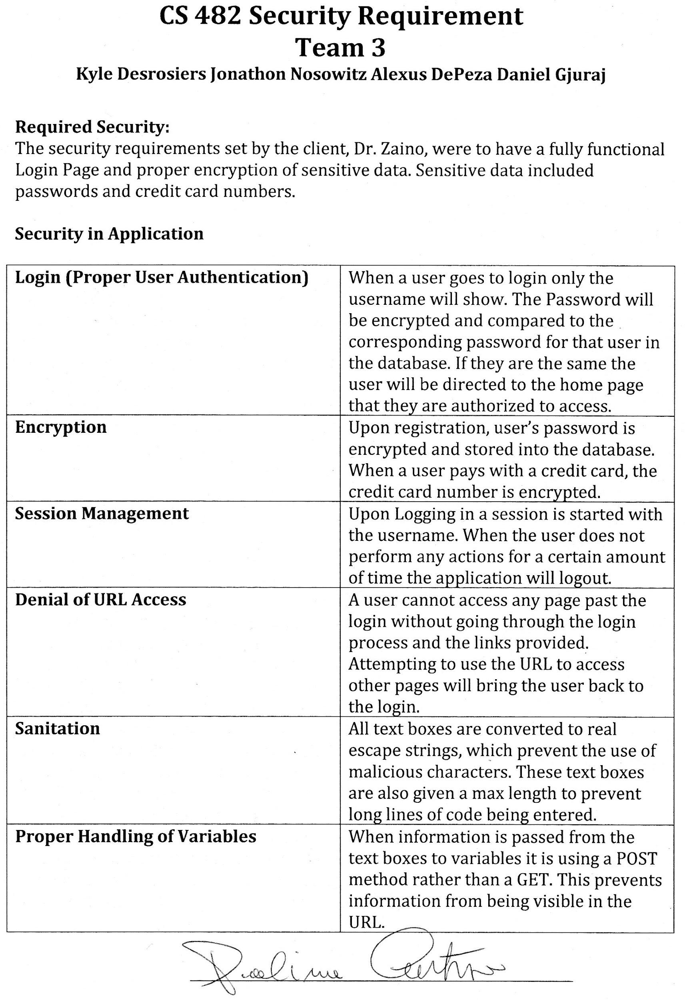 CS 482 Security Requirement
Team 3
Kyle Desrosiers Jonathon Nosowitz Alexus DePeza Daniel Gjuraj
Required Security:
The security requirements set by the client, Dr. Zaino, were to have a fully functional
Login Page and proper encryption of sensitive data. Sensitive data included
passwords and credit card numbers.
Security in Application
Login (Proper User Authentication)
When a user goes to login only the
username will show. The Password will
be encrypted and compared to the
corresponding password for that user in
the database. If they are the same the
user will be directed to the home page
that they are authorized to access.
Encryption
Upon registration, user’s password is
encrypted and stored into the database.
When a user pays with a credit card, the
credit card number is encrypted.
Session Management
Upon Logging in a session is started with
the username. When the user does not
perform any actions for a certain amount
of time the application will logout.
Denial of URL Access
A user cannot access any page past the
login without going through the login
process and the links provided.
Attempting to use the URL to access
other pages will bring the user back to
the login.
Sanitation
All text boxes are converted to real
escape strings, which prevent the use of
malicious characters. These text boxes
are also given a max length to prevent
long lines of code being entered.
Proper Handling of Variables
When information is passed from the
text boxes to variables it is using a POST
method rather than a GET. This prevents
information from being visible in the
URL.